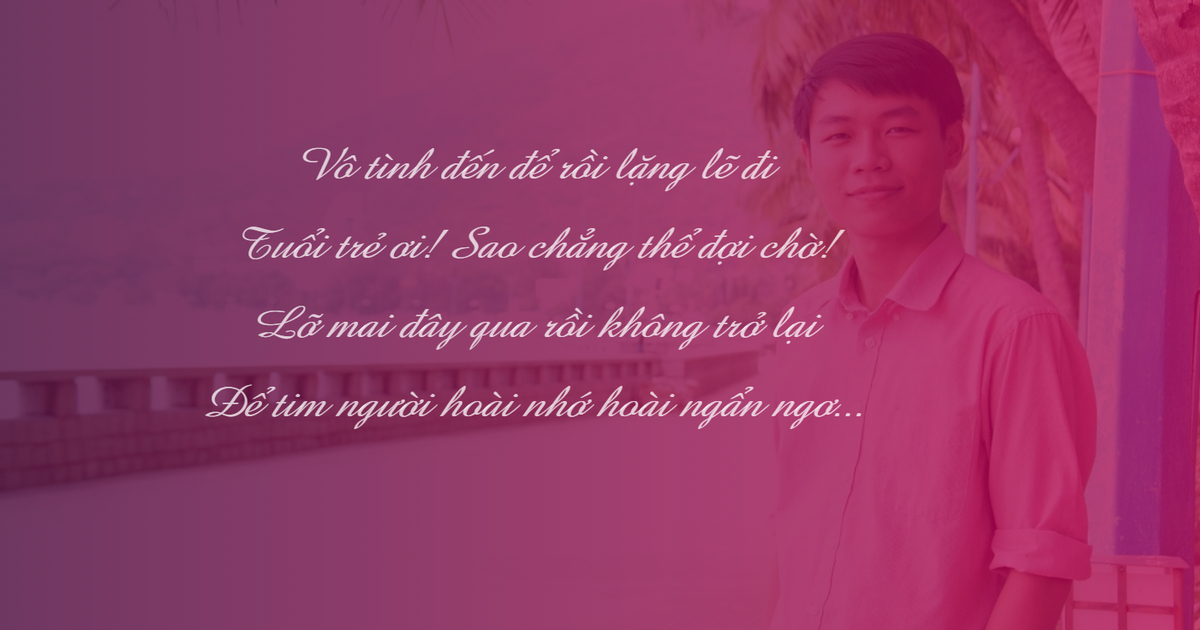 Vô tình đến để rồi lặng lẽ đi
Tuổi trẻ ơi! Sao chẳng thể đợi chờ!
Lỡ mai đây qua rồi không trở lại
Để tim người hoài nhớ hoài ngẩn ngơ...